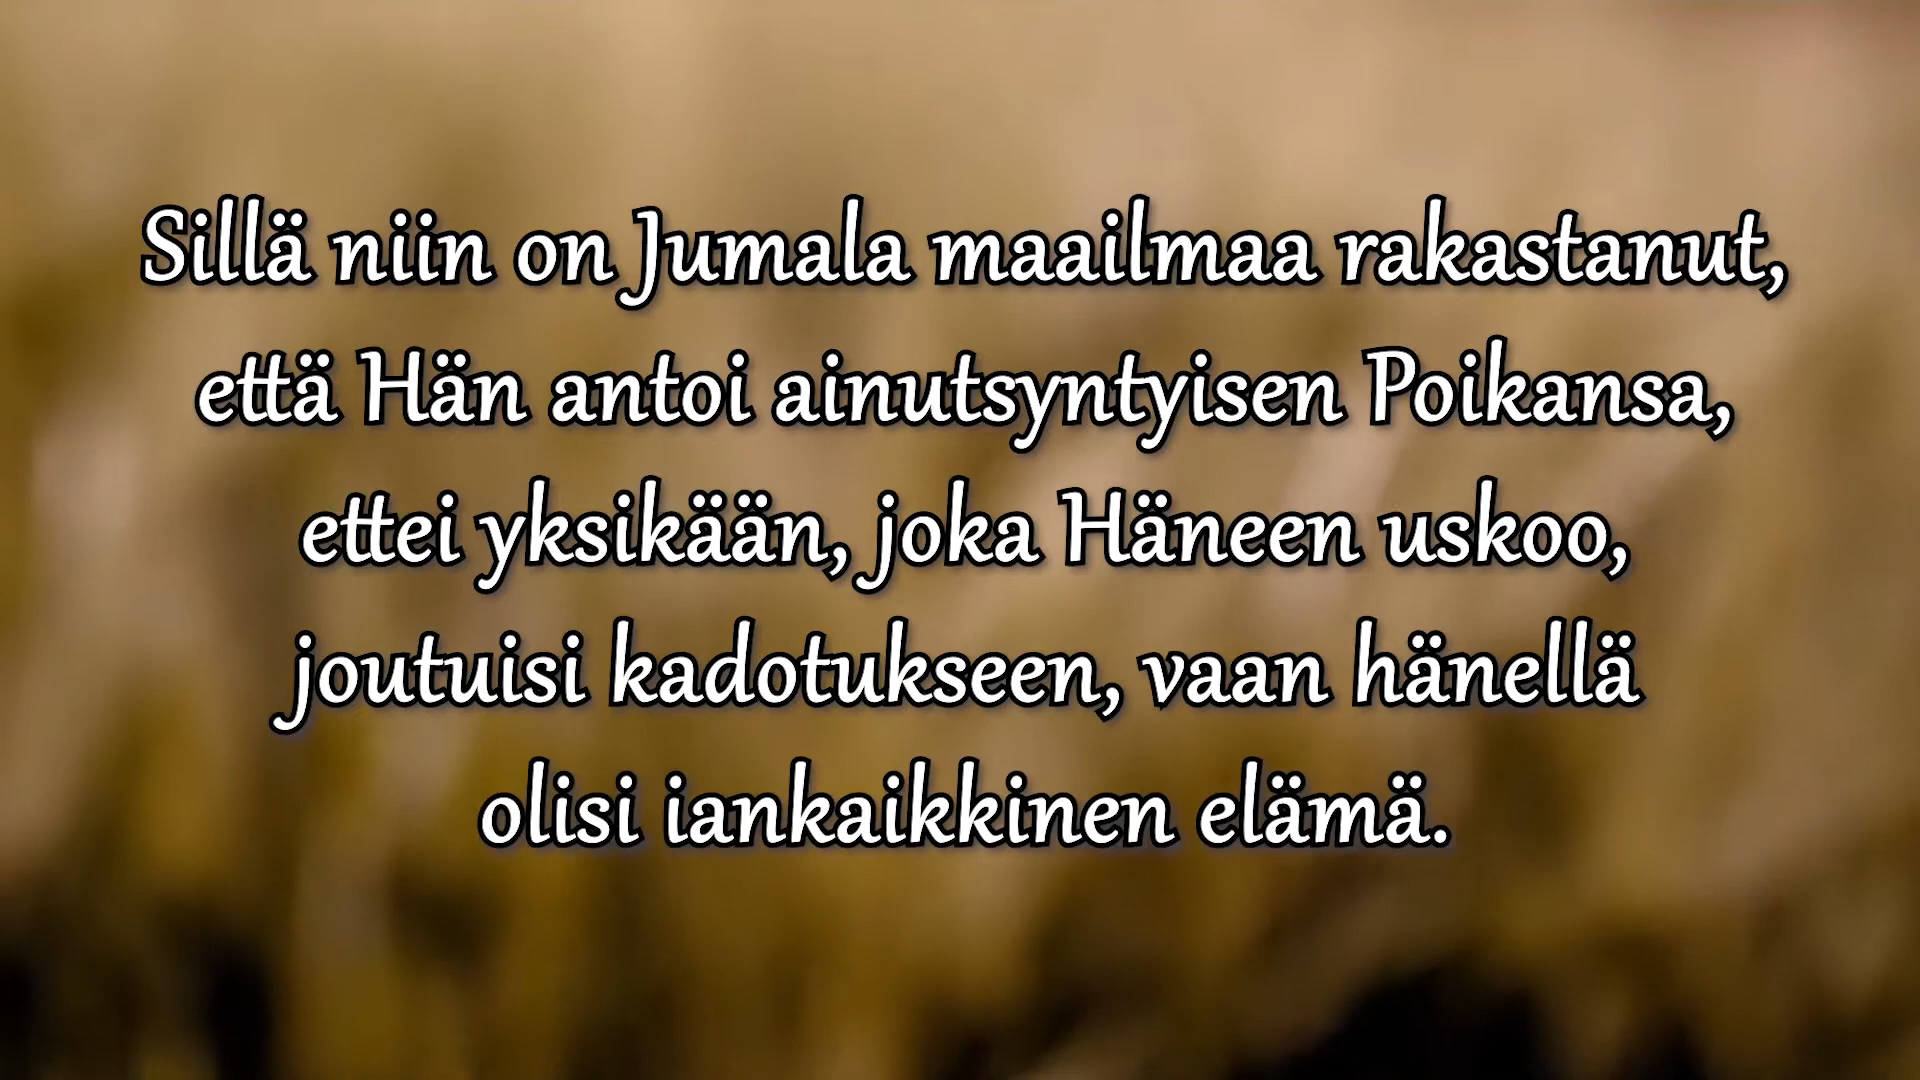 Sillä niin on Jumala maailmaa rakastanut,
että Hän antoi ainutsyntyisen Poikansa,
ettei yksikään, joka Häneen uskoo,
joutuisi kadotukseen, vaan hänellä
olisi iankaikkinen elämä.